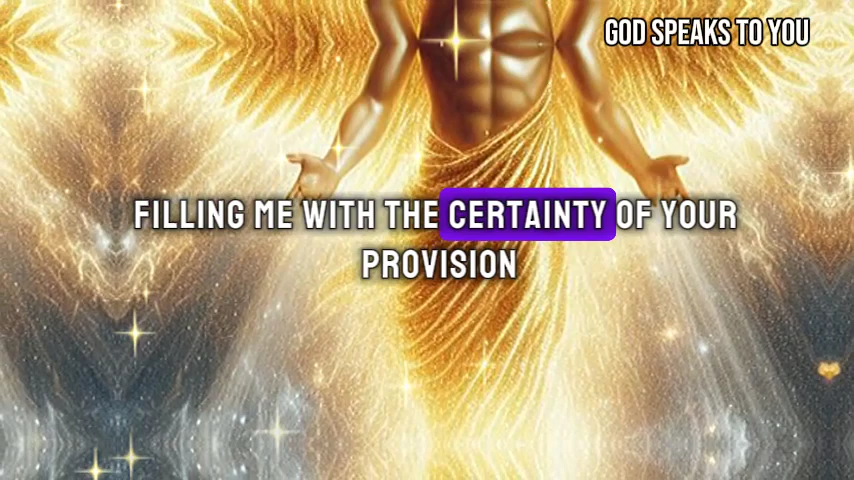 GOD SPEAKS TO YOU
FILLING ME WITH THE CERTAINTY OF YOUR
PROVISION